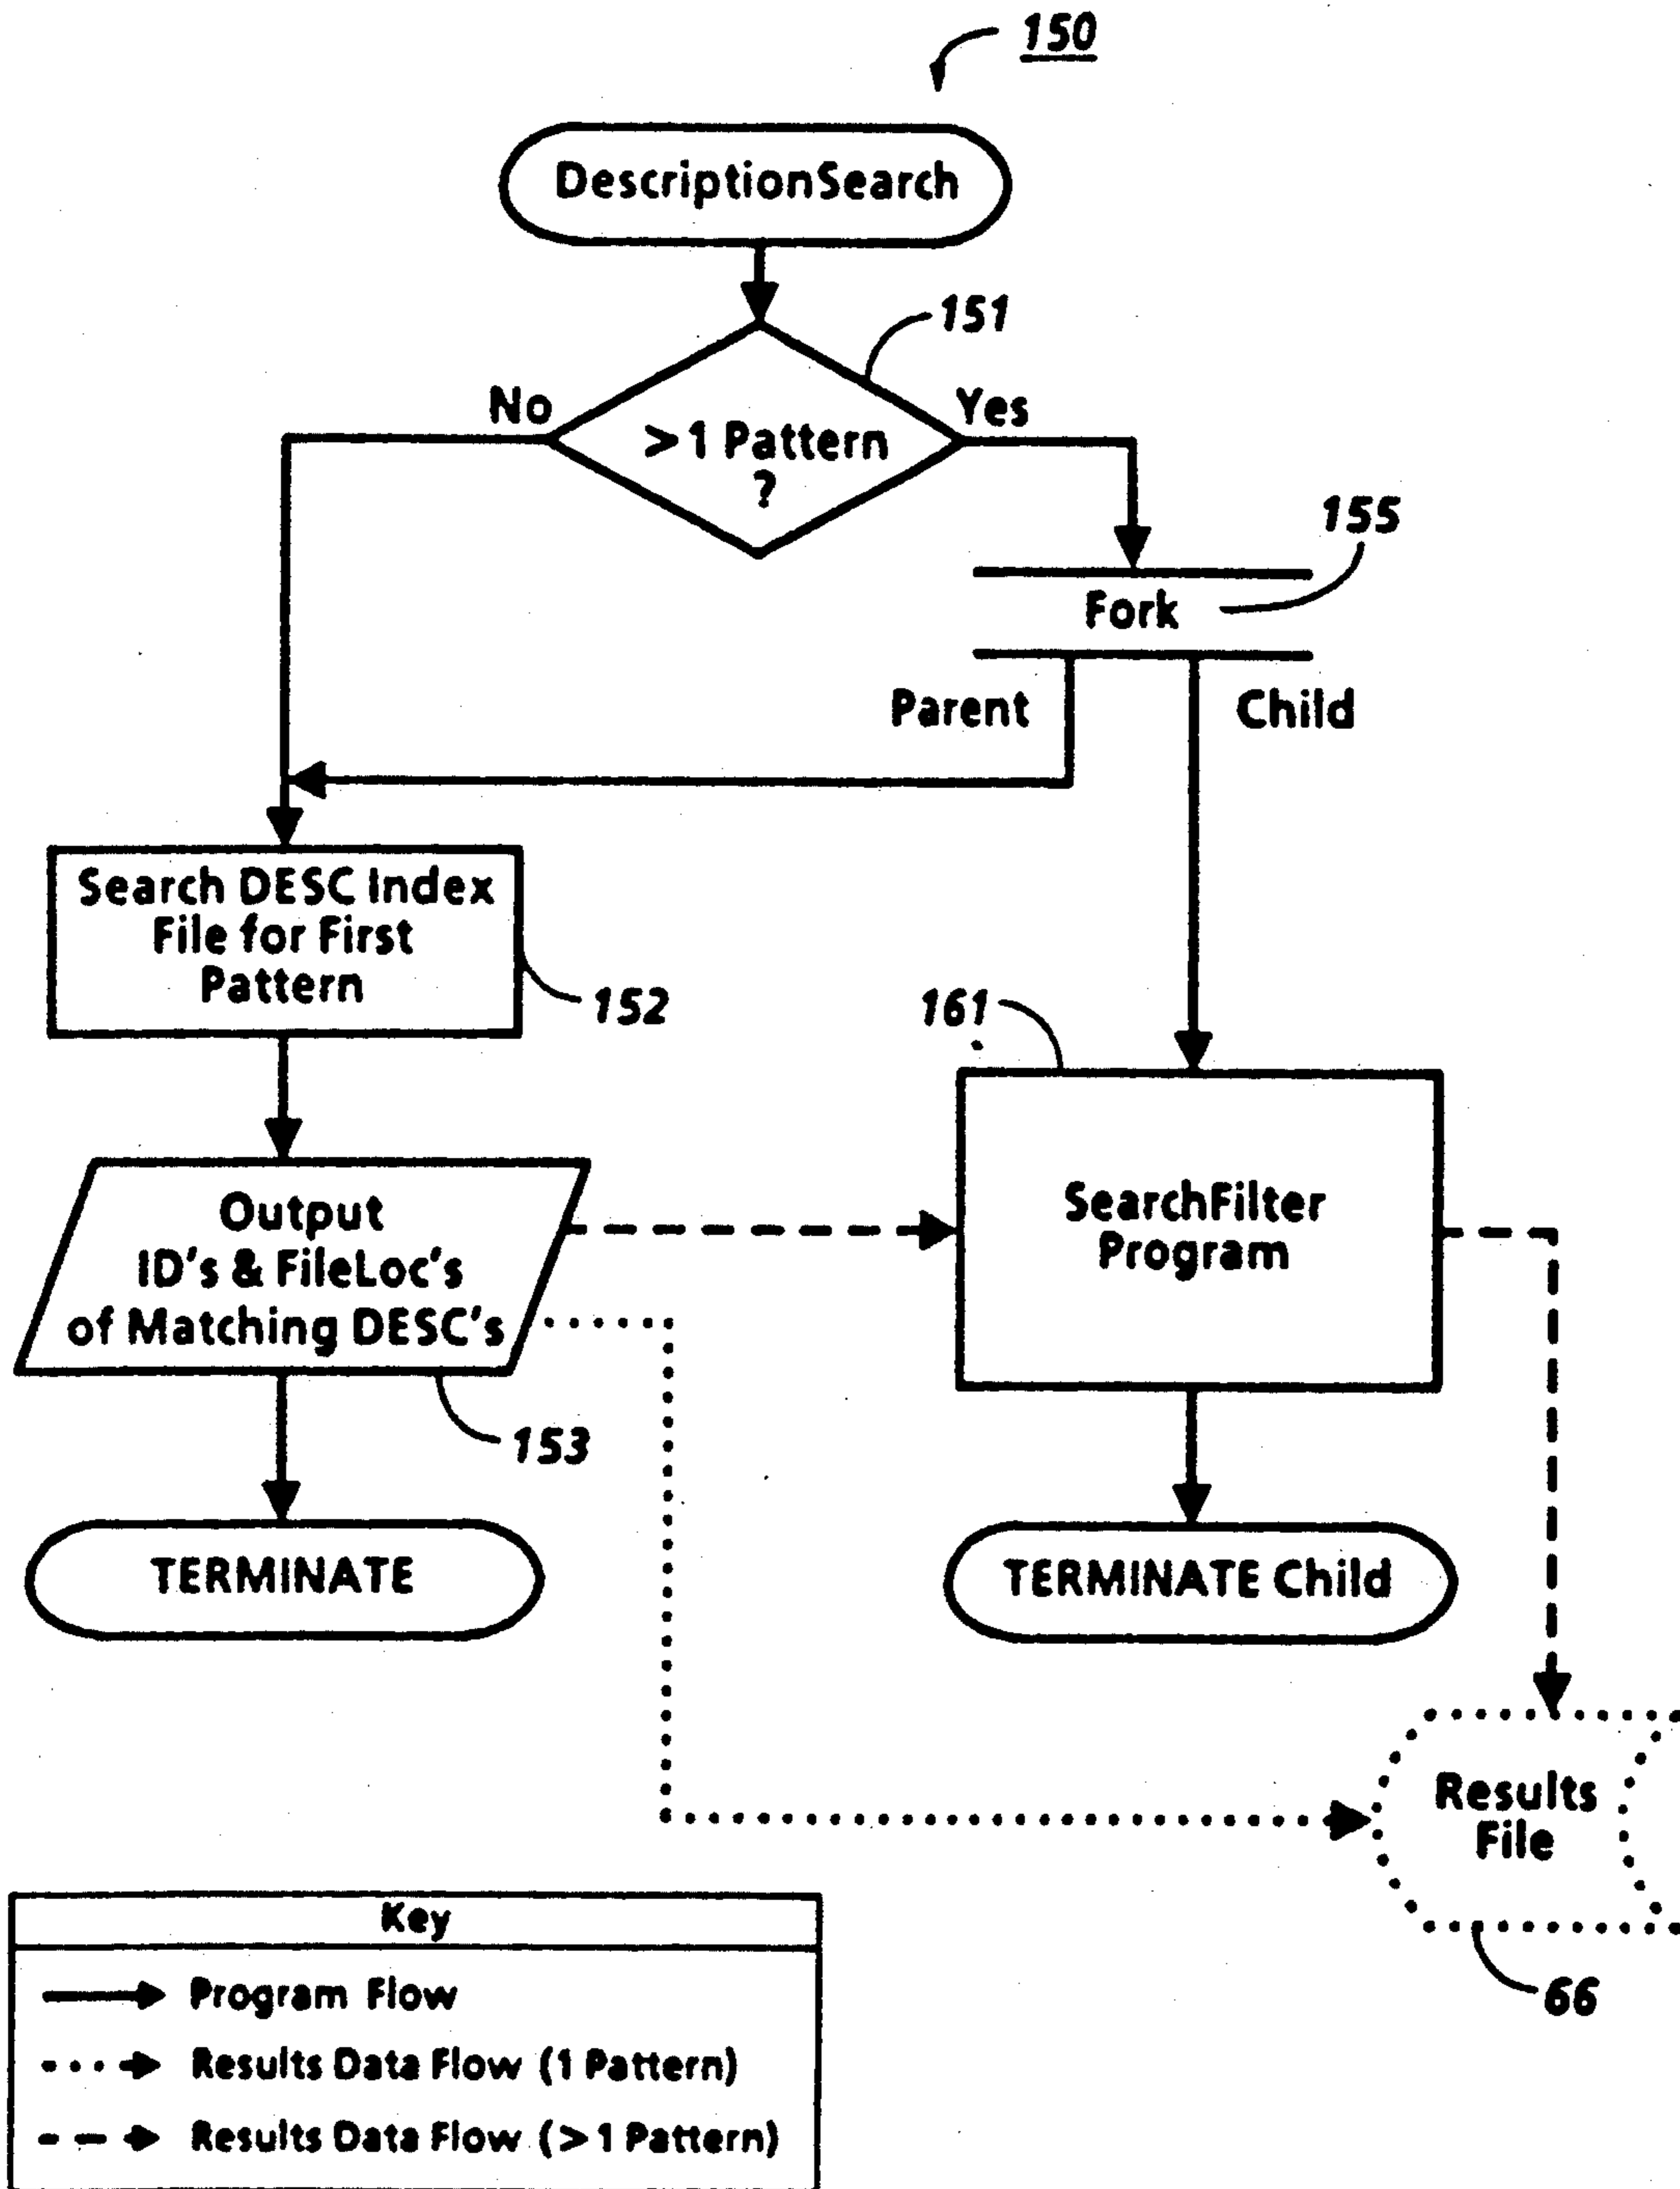 150
DescriptionSearch
151
No
Yes
>1 Pattern
?
155
Fork
Parent
Child
Search DESC Index
File for First
Pattern
152
161
Output
ID's & FileLoc's
of Matching DESC's
SearchFilter
Program
153
TERMINATE
TERMINATE Child
Results
File
66
Key
Program Flow
Results Data Flow (1 Pattern)
Results Data Flow (>1 Pattern)